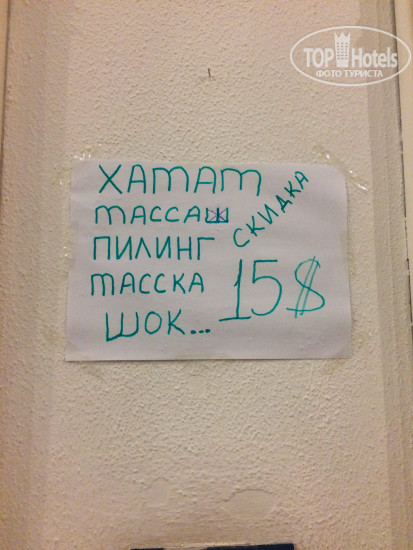 TOP Hotels
ФОТО ТУРИСТА
ХАМАМ
МАССАЖ
ПИЛИНГ
МАССКА
ШОК...
СКИДКА
15$